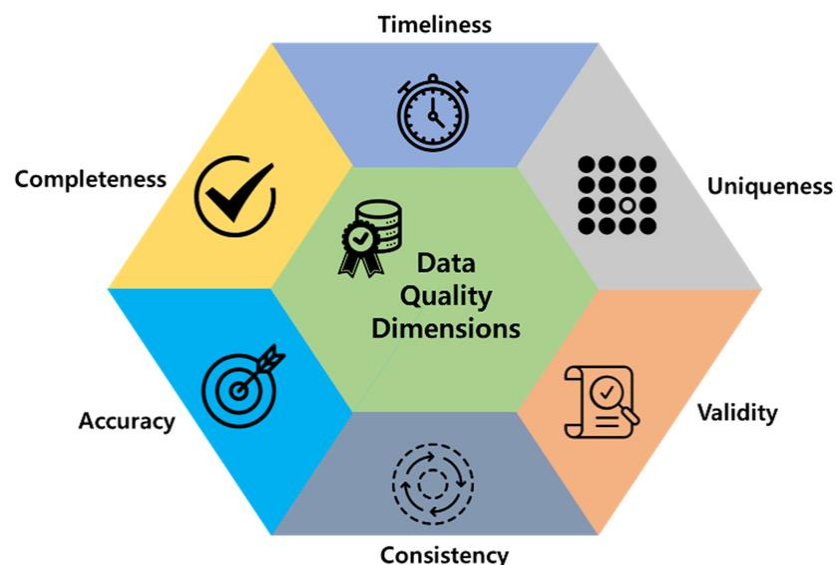 Timeliness
Completeness
Uniqueness
Data
Quality
Dimensions
Accuracy
Validity
Consistency